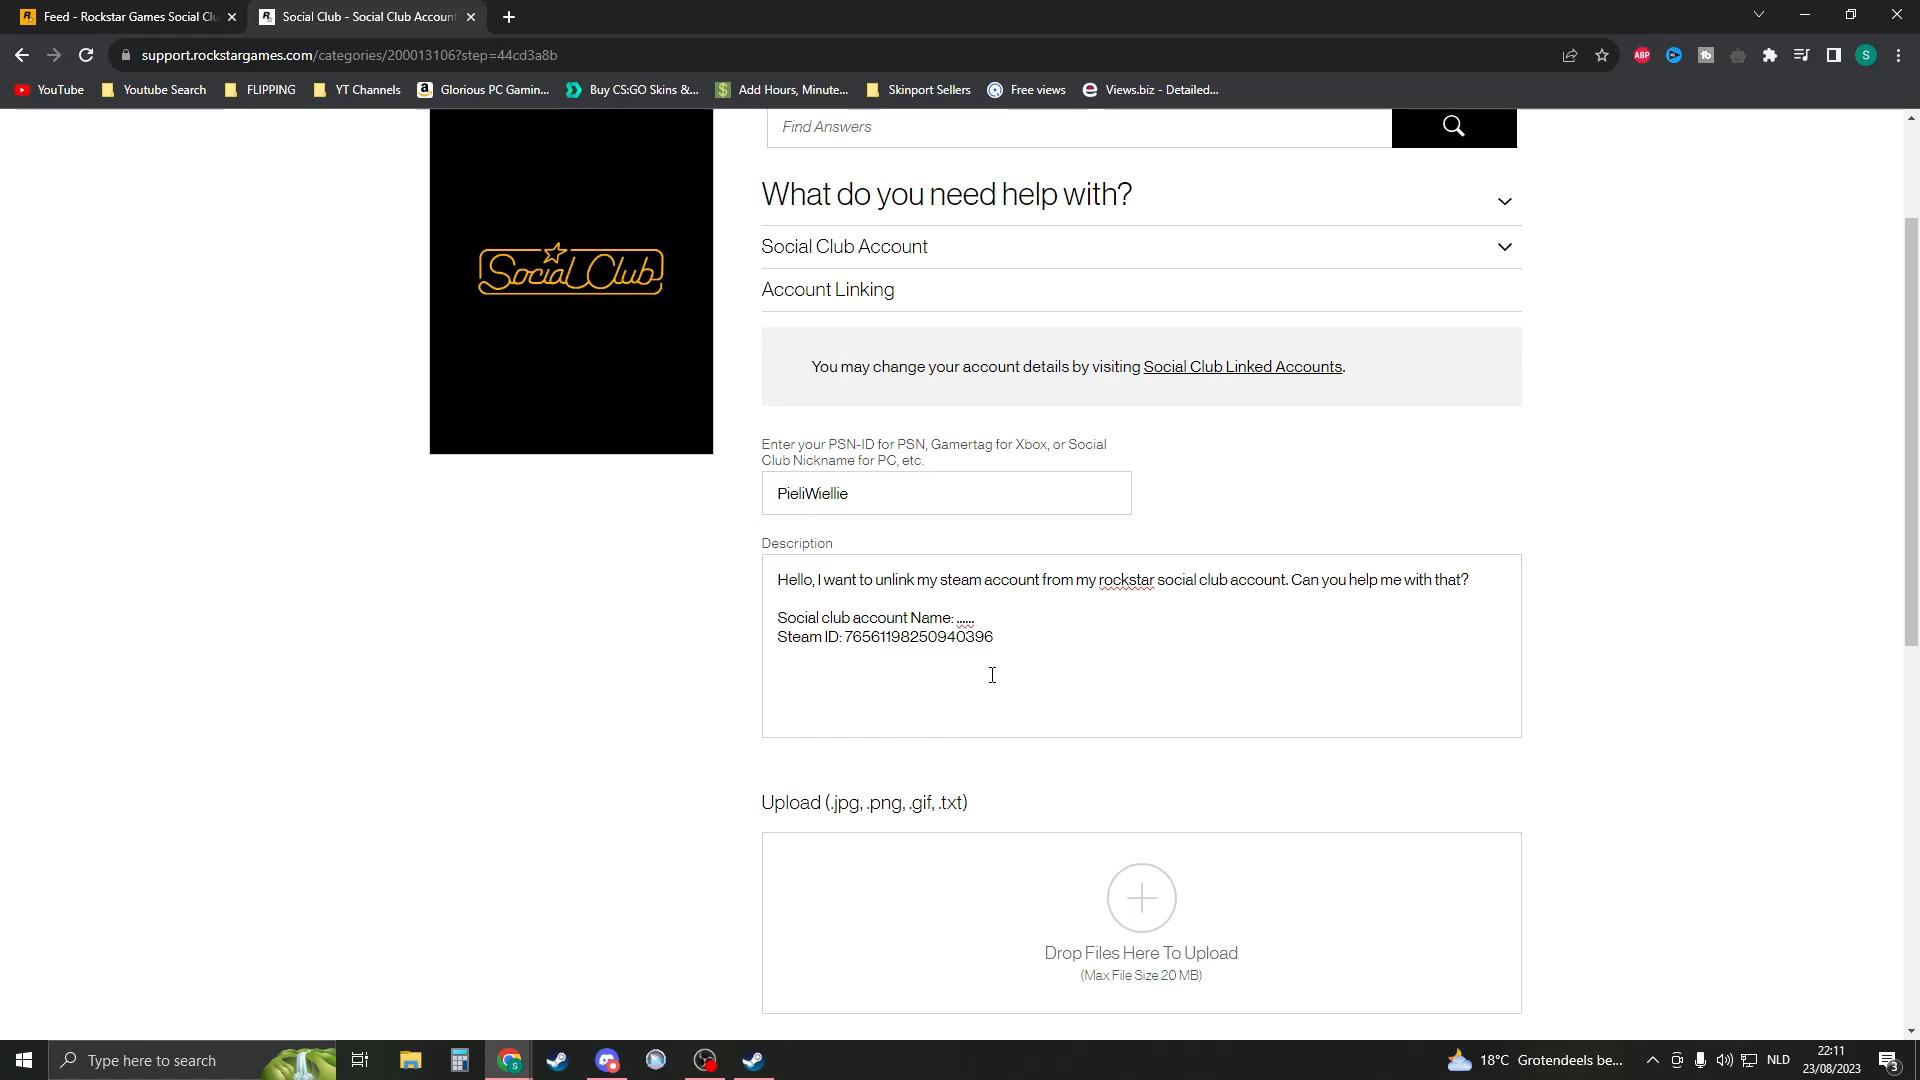 Feed - Rockstar Games Social Clu
Social Club - Social Club Account
support.rockstargames.com/categories/200013106?step=44cd3a8b
ABP
S
YouTube
Youtube Search
FLIPPING
YT Channels
Glorious PC Gamin...
Buy CS:GO Skins &...
Add Hours, Minute...
Skinport Sellers
Free views
Views.biz - Detailed...
Find Answers
What do you need help with?
Social Club
Social Club Account
Account Linking
You may change your account details by visiting Social Club Linked Accounts.
Enter your PSN-ID for PSN, Gamertag for Xbox, or Social
Club Nickname for PC, etc.
PieliWiellie
Description
Hello, I want to unlink my steam account from my rockstar social club account. Can you help me with that?
Social club account Name: ......
Steam ID: 76561198250940396
Upload (.jpg, .png, .gif, .txt)
Drop Files Here To Upload
(Max File Size 20 MB)
Type here to search
18°C Grotendeels be...
NLD
22:11
23/08/2023
3